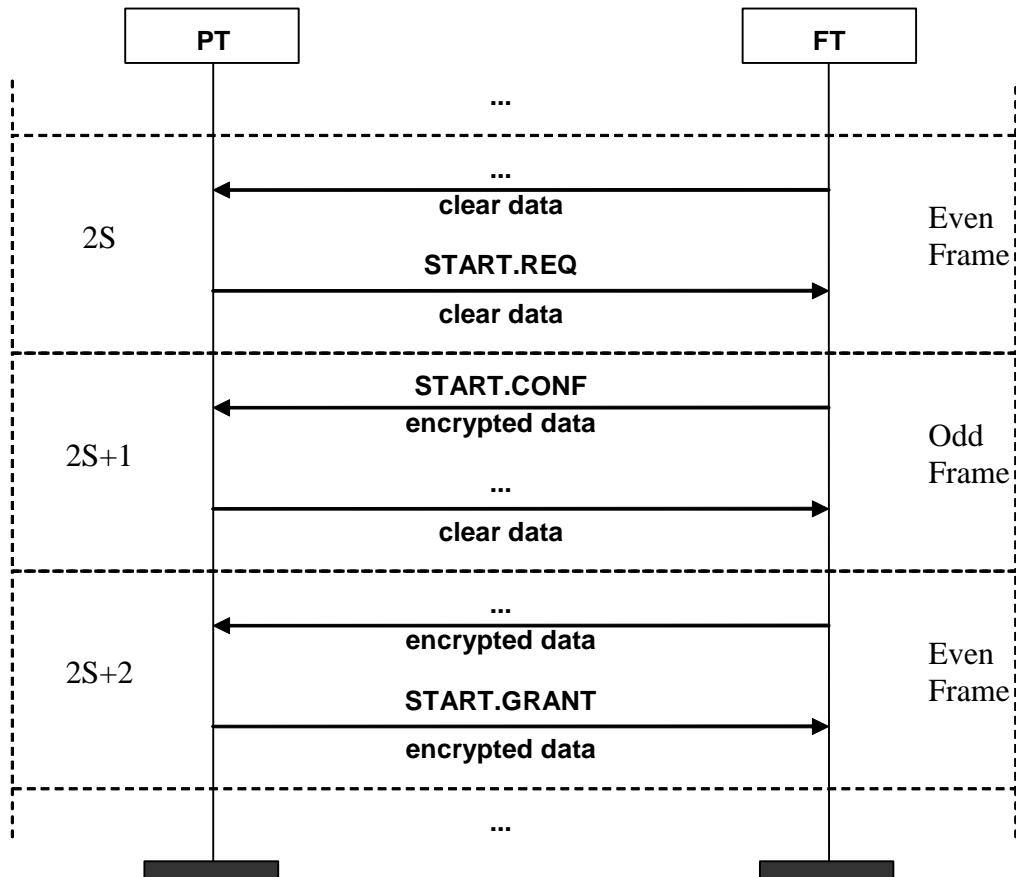 PT
FT
...
...
clear data
2S
Even
Frame
START.REQ
clear data
START.CONF
encrypted data
2S+1
Odd
Frame
...
clear data
...
encrypted data
2S+2
Even
Frame
START.GRANT
encrypted data
...